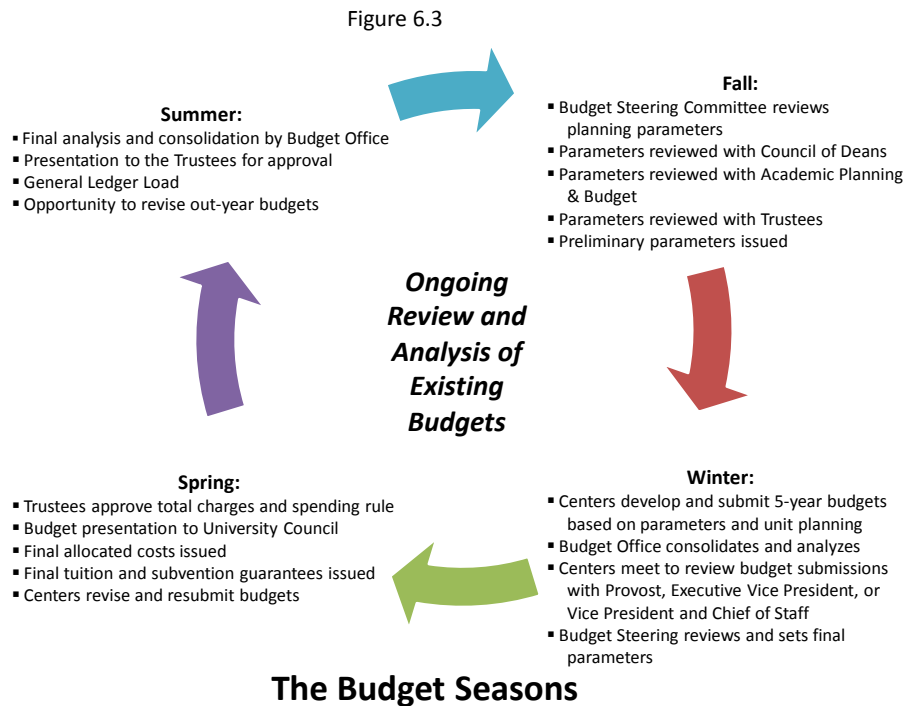 Figure 6.3
Summer:
▪ Final analysis and consolidation by Budget Office
▪ Presentation to the Trustees for approval
▪ General Ledger Load
▪ Opportunity to revise out-year budgets
Fall:
▪ Budget Steering Committee reviews
planning parameters
▪ Parameters reviewed with Council of Deans
▪ Parameters reviewed with Academic Planning
& Budget
▪ Parameters reviewed with Trustees
▪ Preliminary parameters issued
Ongoing
Review and
Analysis of
Existing
Budgets
Spring:
▪ Trustees approve total charges and spending rule
▪ Budget presentation to University Council
▪ Final allocated costs issued
▪ Final tuition and subvention guarantees issued
▪ Centers revise and resubmit budgets
Winter:
▪ Centers develop and submit 5-year budgets
based on parameters and unit planning
▪ Budget Office consolidates and analyzes
▪ Centers meet to review budget submissions
with Provost, Executive Vice President, or
Vice President and Chief of Staff
▪ Budget Steering reviews and sets final
parameters
The Budget Seasons